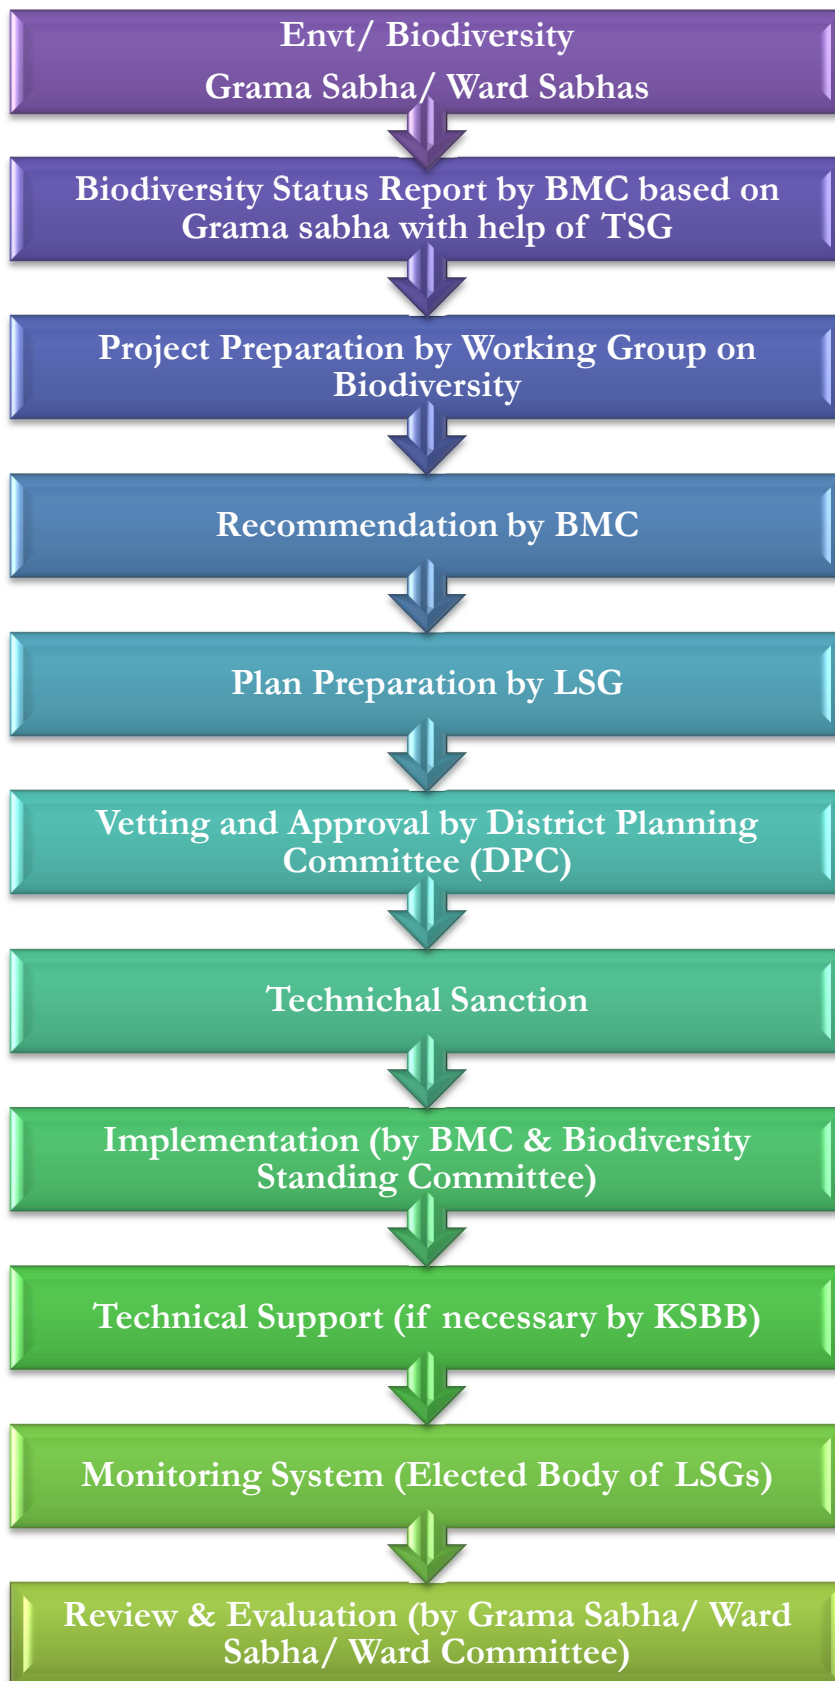 Envt/ Biodiversity
Grama Sabha/ Ward Sabhas
Biodiversity Status Report by BMC based on
Grama sabha with help of TSG
Project Preparation by Working Group on
Biodiversity
Recommendation by BMC
Plan Preparation by LSG
Vetting and Approval by District Planning
Committee (DPC)
Technichal Sanction
Implementation (by BMC & Biodiversity
Standing Committee)
Technical Support (if necessary by KSBB)
Monitoring System (Elected Body of LSGs)
Review & Evaluation (by Grama Sabha/ Ward
Sabha/ Ward Committee)